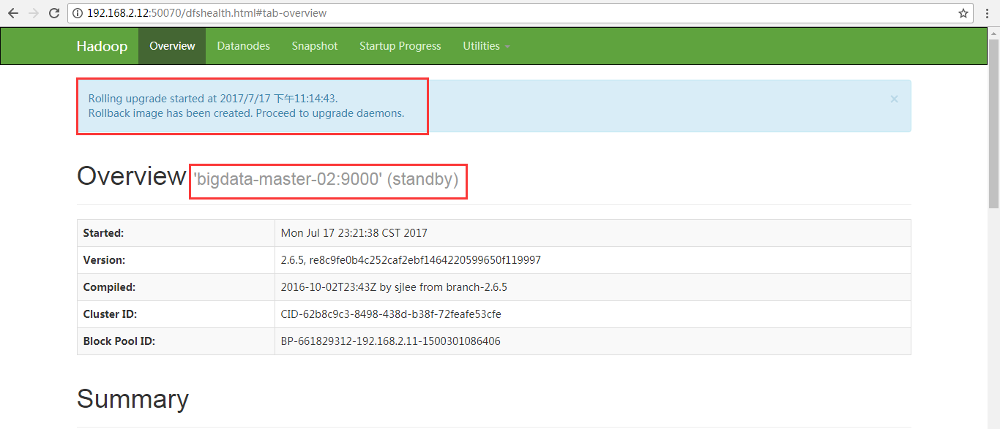 192.168.2.12:50070/dfshealth.html#tab-overview
Hadoop Overview Datanodes Snapshot Startup Progress Utilities
Rolling upgrade started at 2017/7/17 下午11:14:43.
Rollback image has been created. Proceed to upgrade daemons.
×
Overview 'bigdata-master-02:9000' (standby)
Started: Mon Jul 17 23:21:38 CST 2017
Version: 2.6.5, re8c9fe0b4c252caf2ebf1464220599650f119997
Compiled: 2016-10-02T23:43Z by sjlee from branch-2.6.5
Cluster ID: CID-62b8c9c3-8498-438d-b38f-72feafe53cfe
Block Pool ID: BP-661829312-192.168.2.11-1500301086406
Summary